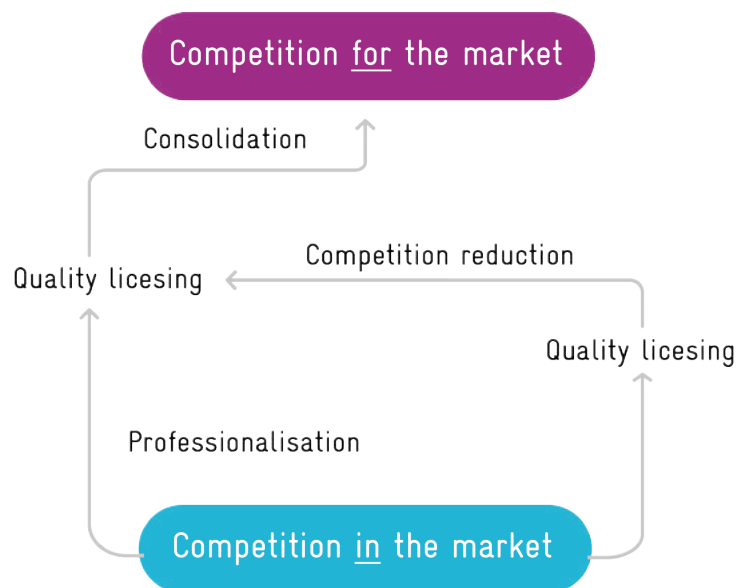 Competition for the market
Consolidation
Competition reduction
Quality licesing
Quality licesing
Professionalisation
Competition in the market